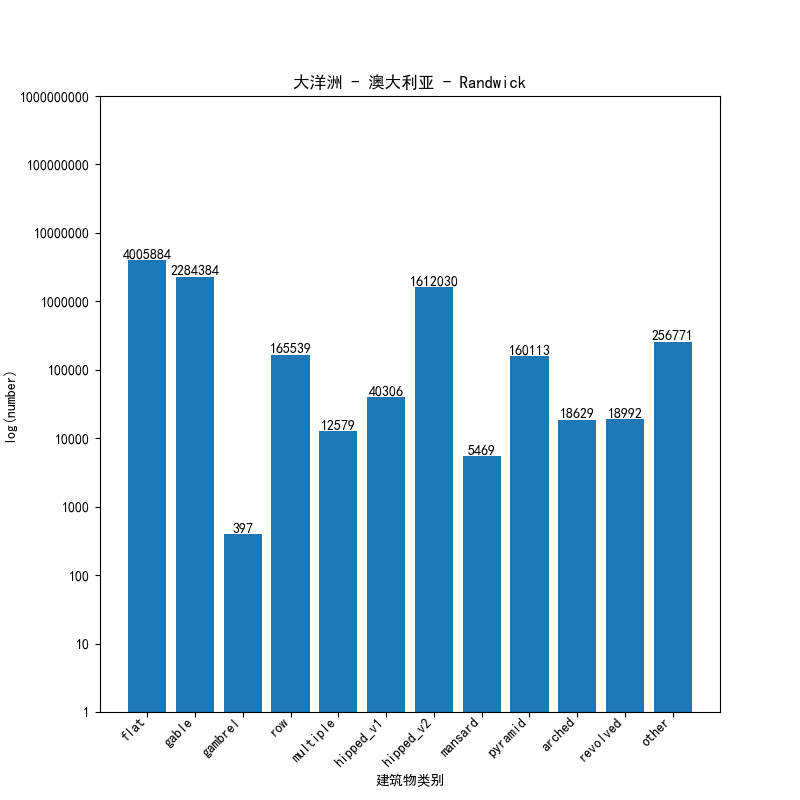 大洋洲 - 澳大利亚 - Randwick
log(number)
1000000000
100000000
10000000
1000000
100000
10000
1000
100
10
1
4005884
2284384
397
165539
12579
40306
1612030
5469
160113
18629
18992
256771
flat
gable
gambrel
row
multiple
hipped_v1
hipped_v2
mansard
pyramid
arched
revolved
other
建筑物类别